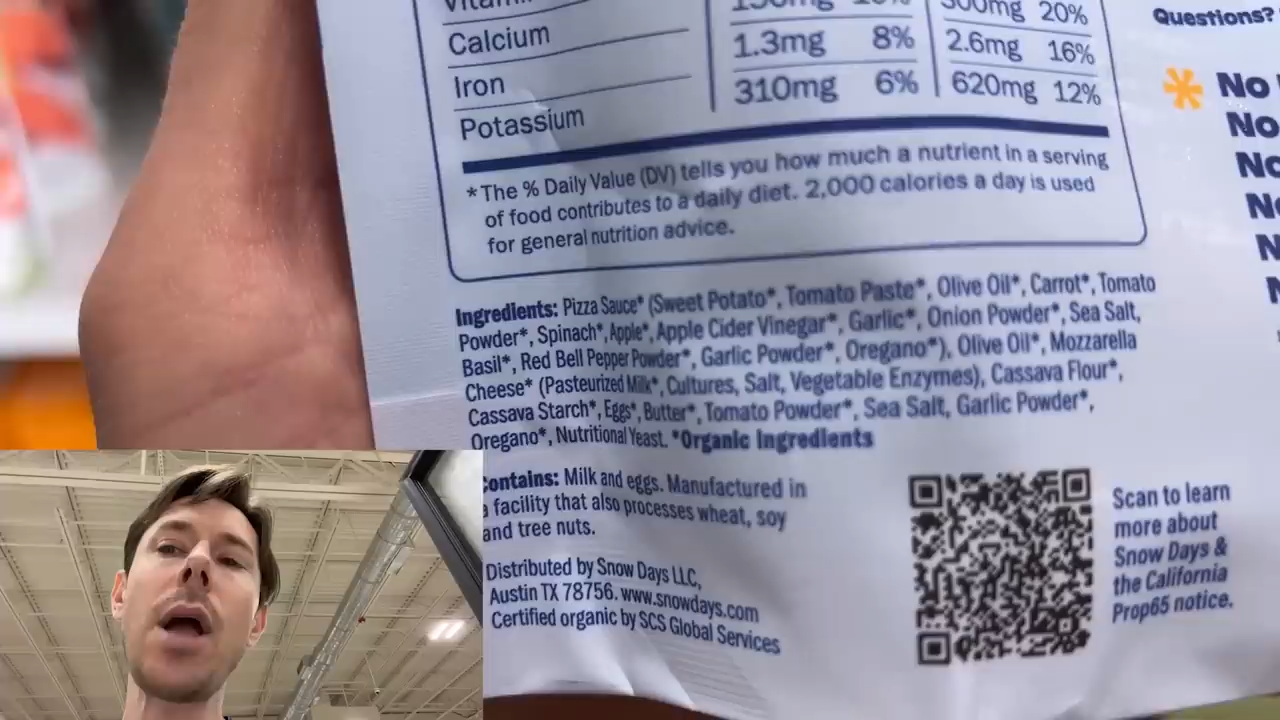 Calcium
Iron
Potassium
1.3mg 8%
310mg 6%
300mg 20%
2.6mg 16%
620mg 12%
*The % Daily Value (DV) tells you how much a nutrient in a serving
of food contributes to a daily diet. 2,000 calories a day is used
for general nutrition advice.
Ingredients: Pizza Sauce* (Sweet Potato*, Tomato Paste*, Olive Oil*, Carrot*, Tomato
Powder*, Spinach*, Apple*, Apple Cider Vinegar*, Garlic*, Onion Powder*, Sea Salt,
Basil*, Red Bell Pepper Powder*, Garlic Powder*, Oregano*), Olive Oil*, Mozzarella
Cheese* (Pasteurized Milk*, Cultures, Salt, Vegetable Enzymes), Cassava Flour*,
Cassava Starch*, Eggs*, Butter*, Tomato Powder*, Sea Salt, Garlic Powder*,
Oregano*, Nutritional Yeast. *Organic Ingredients
Contains: Milk and eggs. Manufactured in
a facility that also processes wheat, soy
and tree nuts.
Distributed by Snow Days LLC,
Austin TX 78756. www.snowdays.com
Certified organic by SCS Global Services
Scan to learn
more about
Snow Days &
the California
Prop65 notice.
Questions?
No
No
No